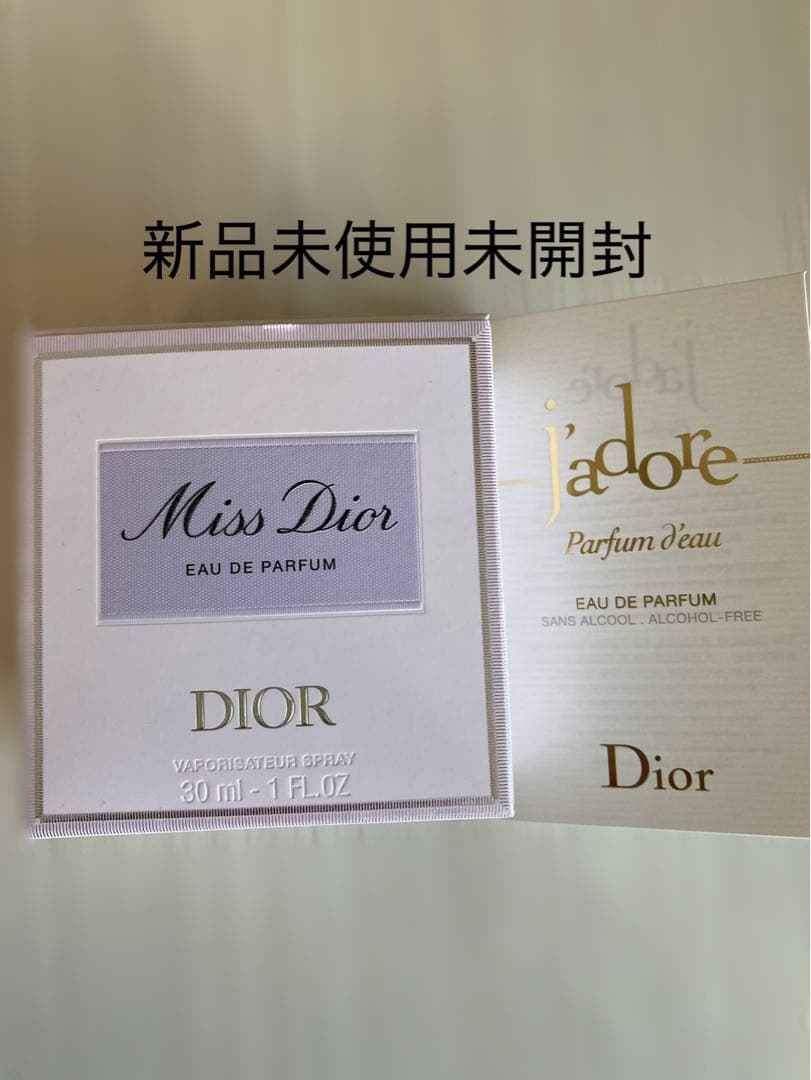 新品未使用未開封
Miss Dior
EAU DE PARFUM
DIOR
VAPORISATEUR SPRAY
30 ml - 1 FL.OZ
j'adore
j'adore
Parfum d'eau
EAU DE PARFUM
SANS ALCOOL . ALCOHOL-FREE
Dior